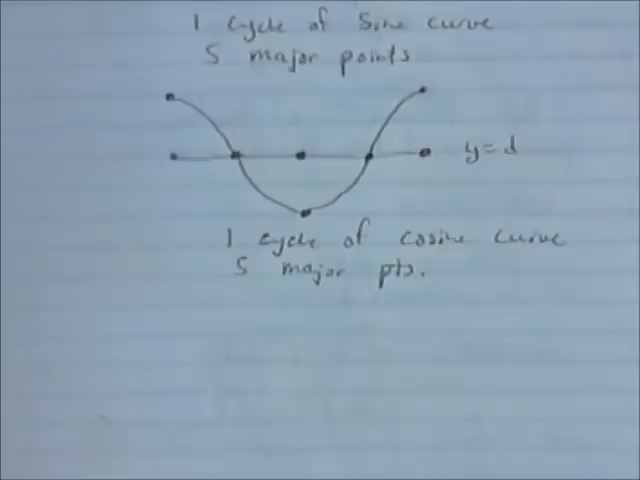 1 cycle of sine curve
5 major points
y=d
1 cycle of cosine curve
5 major pts.